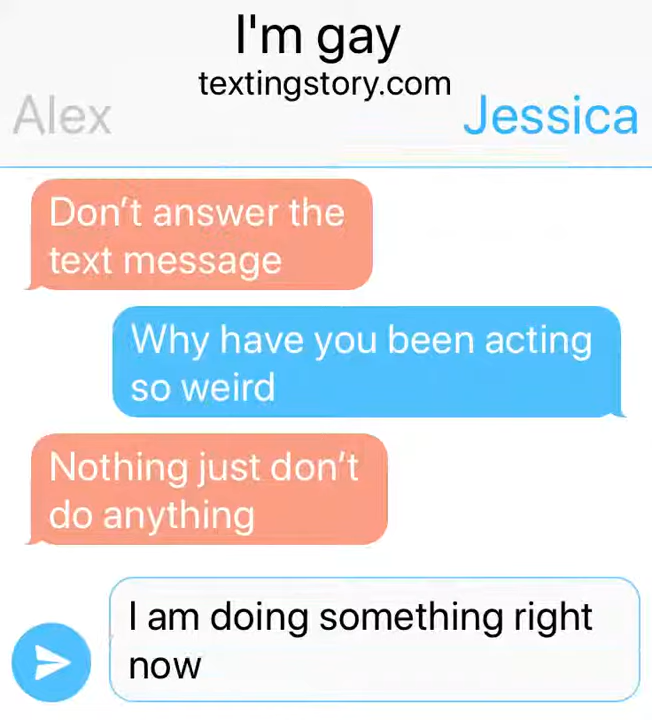 I'm gay
textingstory.com
Alex
Jessica
Don't answer the
text message
Why have you been acting
so weird
Nothing just don't
do anything
I am doing something right
now